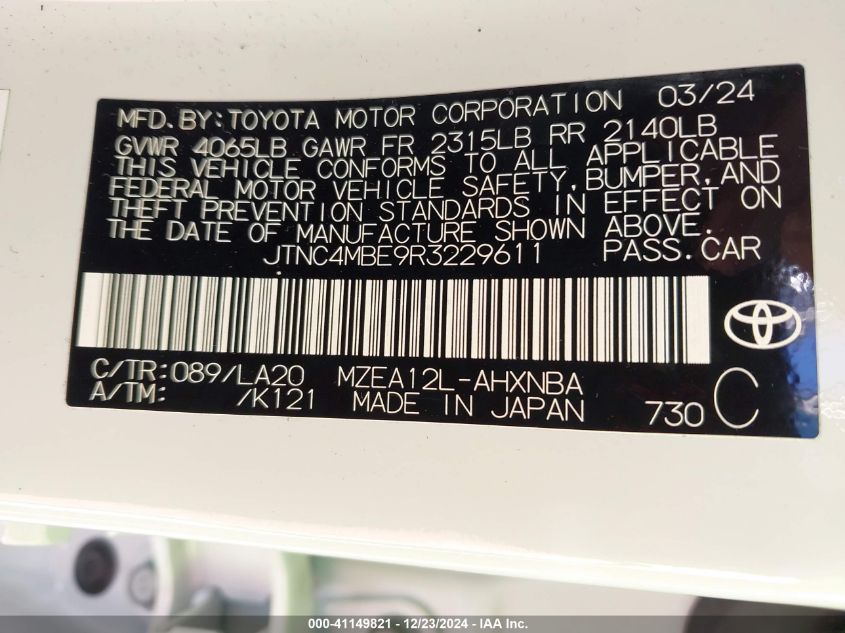 MFD. BY: TOYOTA MOTOR CORPORATION 03/24
GVWR 4065LB GAWR FR 2315LB RR 2140LB
THIS VEHICLE CONFORMS TO ALL APPLICABLE
FEDERAL MOTOR VEHICLE SAFETY, BUMPER, AND
THEFT PREVENTION STANDARDS IN EFFECT ON
THE DATE OF MANUFACTURE SHOWN ABOVE.
JTNC4MBE9R3229611 PASS. CAR
C/TR: 089/LA20 MZEA12L-AHXNBA
A/TM: /K121 MADE IN JAPAN 730 C
000-41149821 - 12/23/2024 - IAAI, Inc.